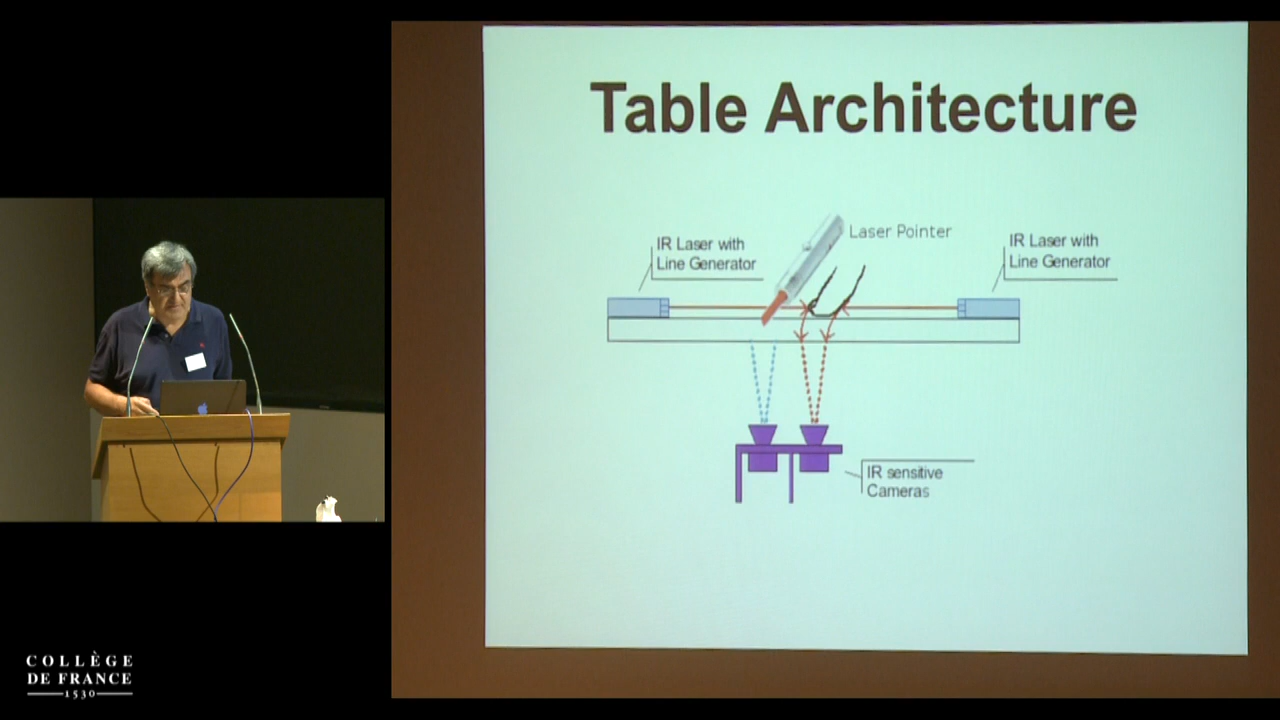 Table Architecture
IR Laser with
Line Generator
Laser Pointer
IR Laser with
Line Generator
IR sensitive
Cameras
COLLÈGE
DE FRANCE
1530